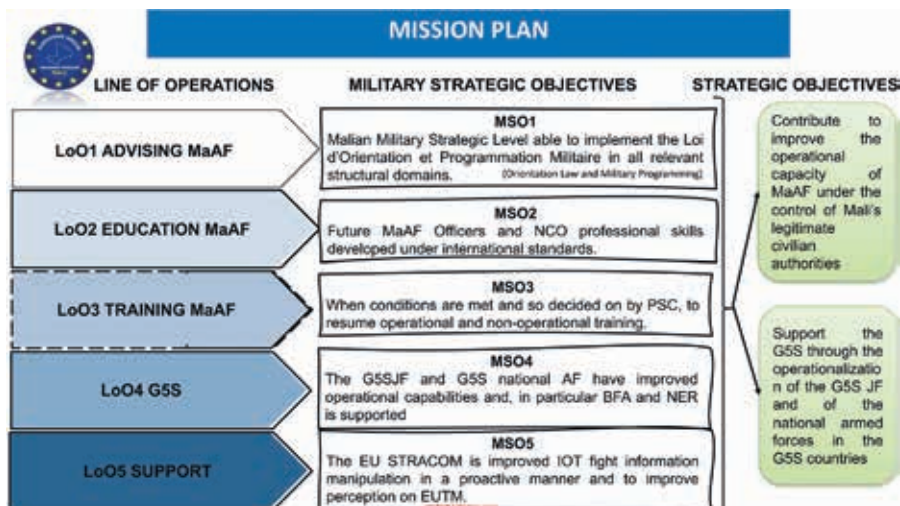 MISSION PLAN
LINE OF OPERATIONS
MILITARY STRATEGIC OBJECTIVES
STRATEGIC OBJECTIVES
LoO1 ADVISING MaAF
MSO1
Malian Military Strategic Level able to implement the Loi
d'Orientation et Programmation Militaire in all relevant
structural domains. (Orientation Law and Military Programming)
LoO2 EDUCATION MaAF
MSO2
Future MaAF Officers and NCO professional skills
developed under international standards.
LoO3 TRAINING MaAF
MSO3
When conditions are met and so decided on by PSC, to
resume operational and non-operational training.
LoO4 G5S
MSO4
The G5SJF and G5S national AF have improved
operational capabilities and, in particular BFA and NER
is supported
LoO5 SUPPORT
MSO5
The EU STRACOM is improved IOT fight information
manipulation in a proactive manner and to improve
perception on EUTM.
Contribute to
improve the
operational
capacity of
MaAF under the
control of Mali's
legitimate
civilian
authorities
Support the
G5S through the
operationalizatio
n of the G5S JF
and of the
national armed
forces in the
G5S countries